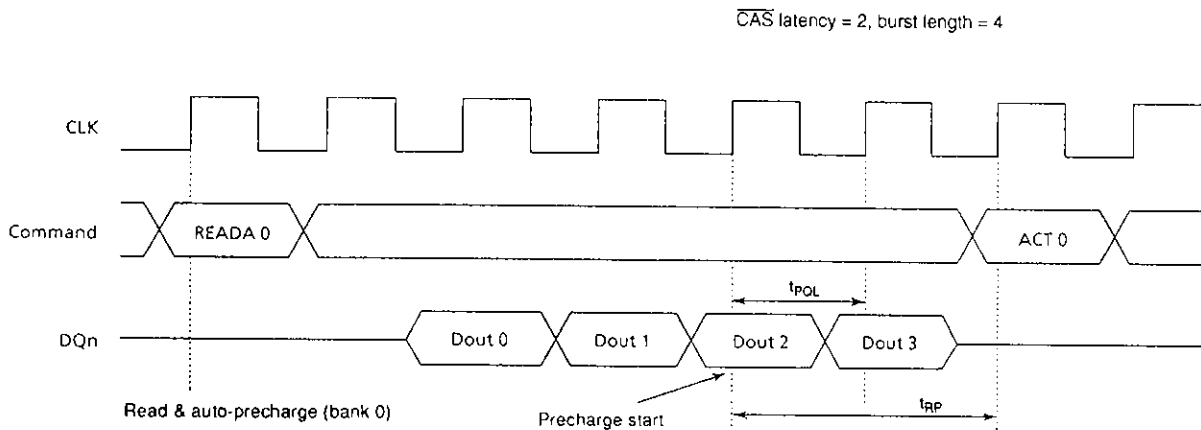 CAS latency = 2, burst length = 4
CLK
Command
READA 0
ACT 0
tPQL
DQn
Dout 0
Dout 1
Dout 2
Dout 3
Read & auto-precharge (bank 0)
Precharge start
tRP